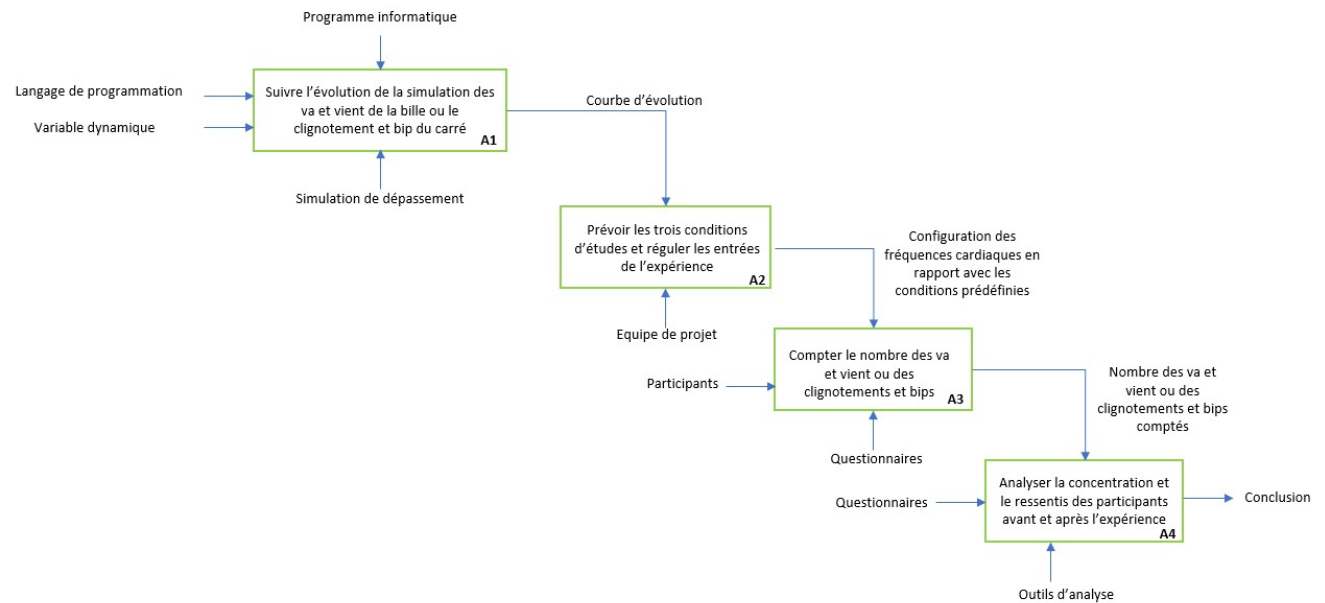 Programme informatique
Langage de programmation
Variable dynamique
Suivre l’évolution de la simulation des
va et vient de la bille ou le
clignotement et bip du carré
A1
Simulation de dépassement
Courbe d’évolution
Prévoir les trois conditions
d’études et réguler les entrées
de l’expérience
A2
Equipe de projet
Configuration des
fréquences cardiaques en
rapport avec les
conditions prédéfinies
Participants
Compter le nombre des va
et vient ou des
clignotements et bips
A3
Questionnaires
Nombre des va et
vient ou des
clignotements et bips
comptés
Questionnaires
Analyser la concentration et
le ressentis des participants
avant et après l’expérience
A4
Conclusion
Outils d’analyse